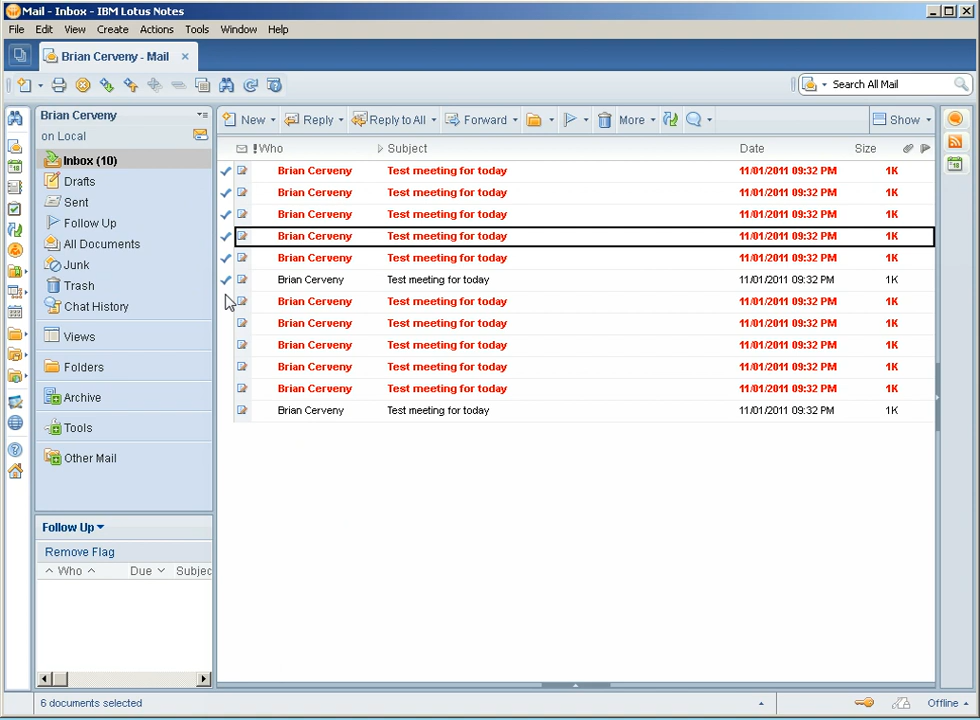 Mail - Inbox - IBM Lotus Notes
File Edit View Create Actions Tools Window Help
Brian Cerveny - Mail
Search All Mail
Brian Cerveny
on Local
Inbox (10)
Drafts
Sent
Follow Up
All Documents
Junk
Trash
Chat History
Views
Folders
Archive
Tools
Other Mail
Follow Up
Remove Flag
Who Due Subjec
New Reply Reply to All Forward More Show
! Who Subject Date Size
Brian Cerveny Test meeting for today 11/01/2011 09:32 PM 1K
Brian Cerveny Test meeting for today 11/01/2011 09:32 PM 1K
Brian Cerveny Test meeting for today 11/01/2011 09:32 PM 1K
Brian Cerveny Test meeting for today 11/01/2011 09:32 PM 1K
Brian Cerveny Test meeting for today 11/01/2011 09:32 PM 1K
Brian Cerveny Test meeting for today 11/01/2011 09:32 PM 1K
Brian Cerveny Test meeting for today 11/01/2011 09:32 PM 1K
Brian Cerveny Test meeting for today 11/01/2011 09:32 PM 1K
Brian Cerveny Test meeting for today 11/01/2011 09:32 PM 1K
Brian Cerveny Test meeting for today 11/01/2011 09:32 PM 1K
Brian Cerveny Test meeting for today 11/01/2011 09:32 PM 1K
Brian Cerveny Test meeting for today 11/01/2011 09:32 PM 1K
6 documents selected
Offline